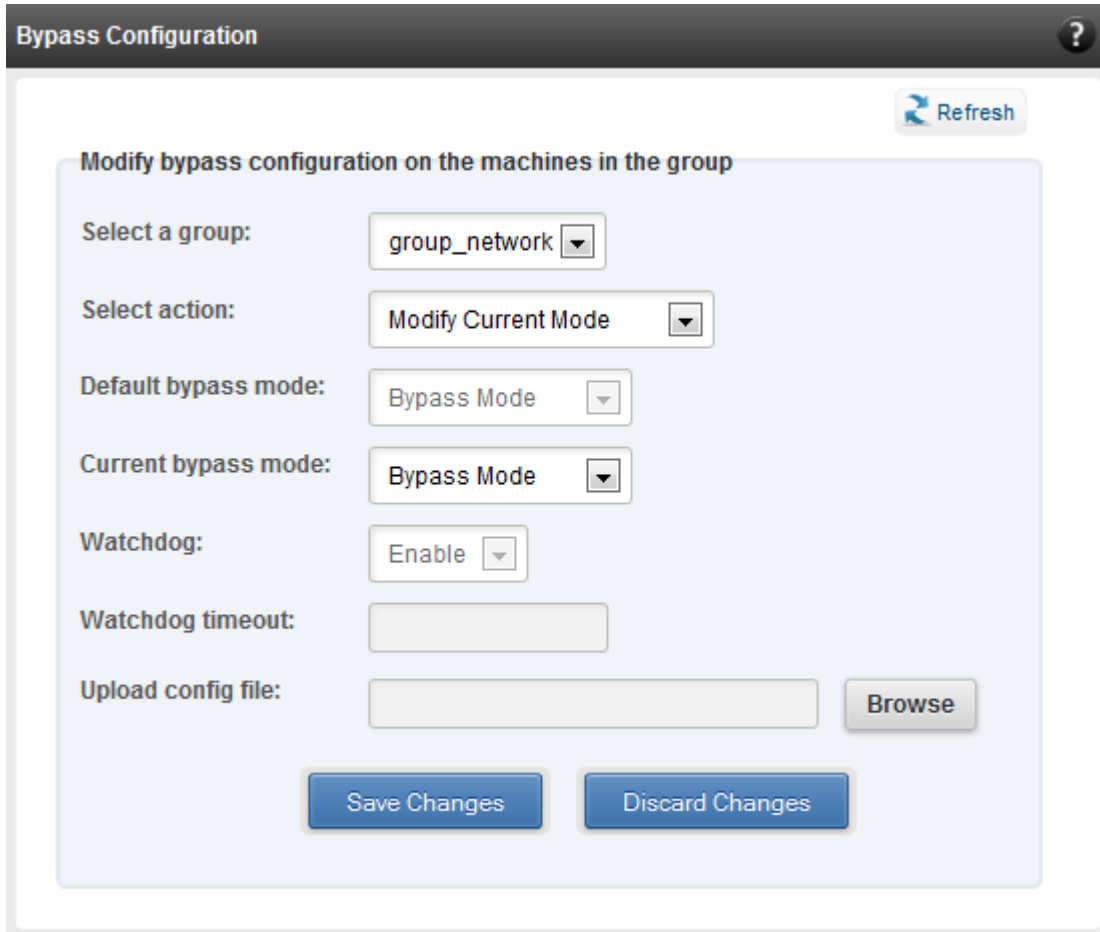 Bypass Configuration ?
Refresh
Modify bypass configuration on the machines in the group
Select a group: group_network
Select action: Modify Current Mode
Default bypass mode: Bypass Mode
Current bypass mode: Bypass Mode
Watchdog: Enable
Watchdog timeout:
Upload config file: Browse
Save Changes Discard Changes